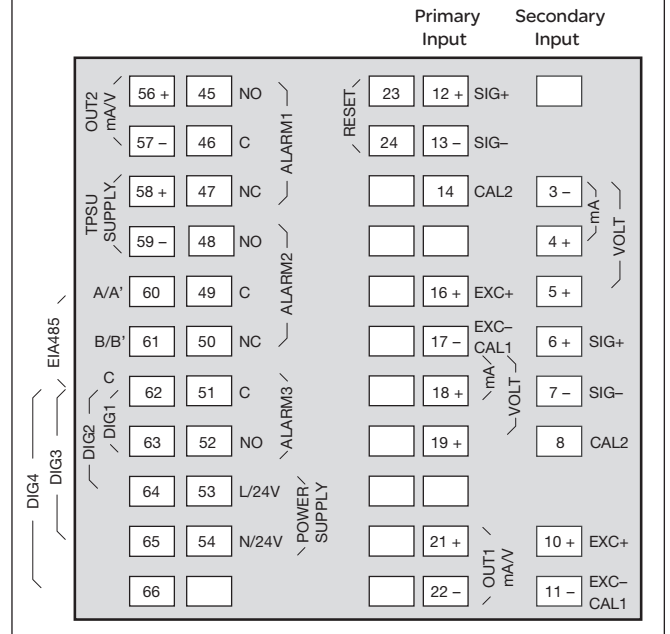 Primary Input
Secondary Input
OUT2 mA/V
56 + 45 NO
57 – 46 C
ALARM1
TPSU SUPPLY
58 + 47 NC
59 – 48 NO
ALARM2
A/A’ 60 49 C
B/B’ 61 50 NC
EIA485
C 62 51 C
ALARM3
63 52 NO
DIG1
DIG2
DIG3
DIG4
64 53 L/24V
65 54 N/24V
POWER SUPPLY
66
RESET
23 12 + SIG+
24 13 – SIG–
14 CAL2
16 + EXC+
17 – EXC– CAL1
18 +
mA
VOLT
19 +
21 +
22 –
OUT1 mA/V
3 –
4 +
mA
5 +
VOLT
6 + SIG+
7 – SIG–
8 CAL2
10 + EXC+
11 – EXC– CAL1